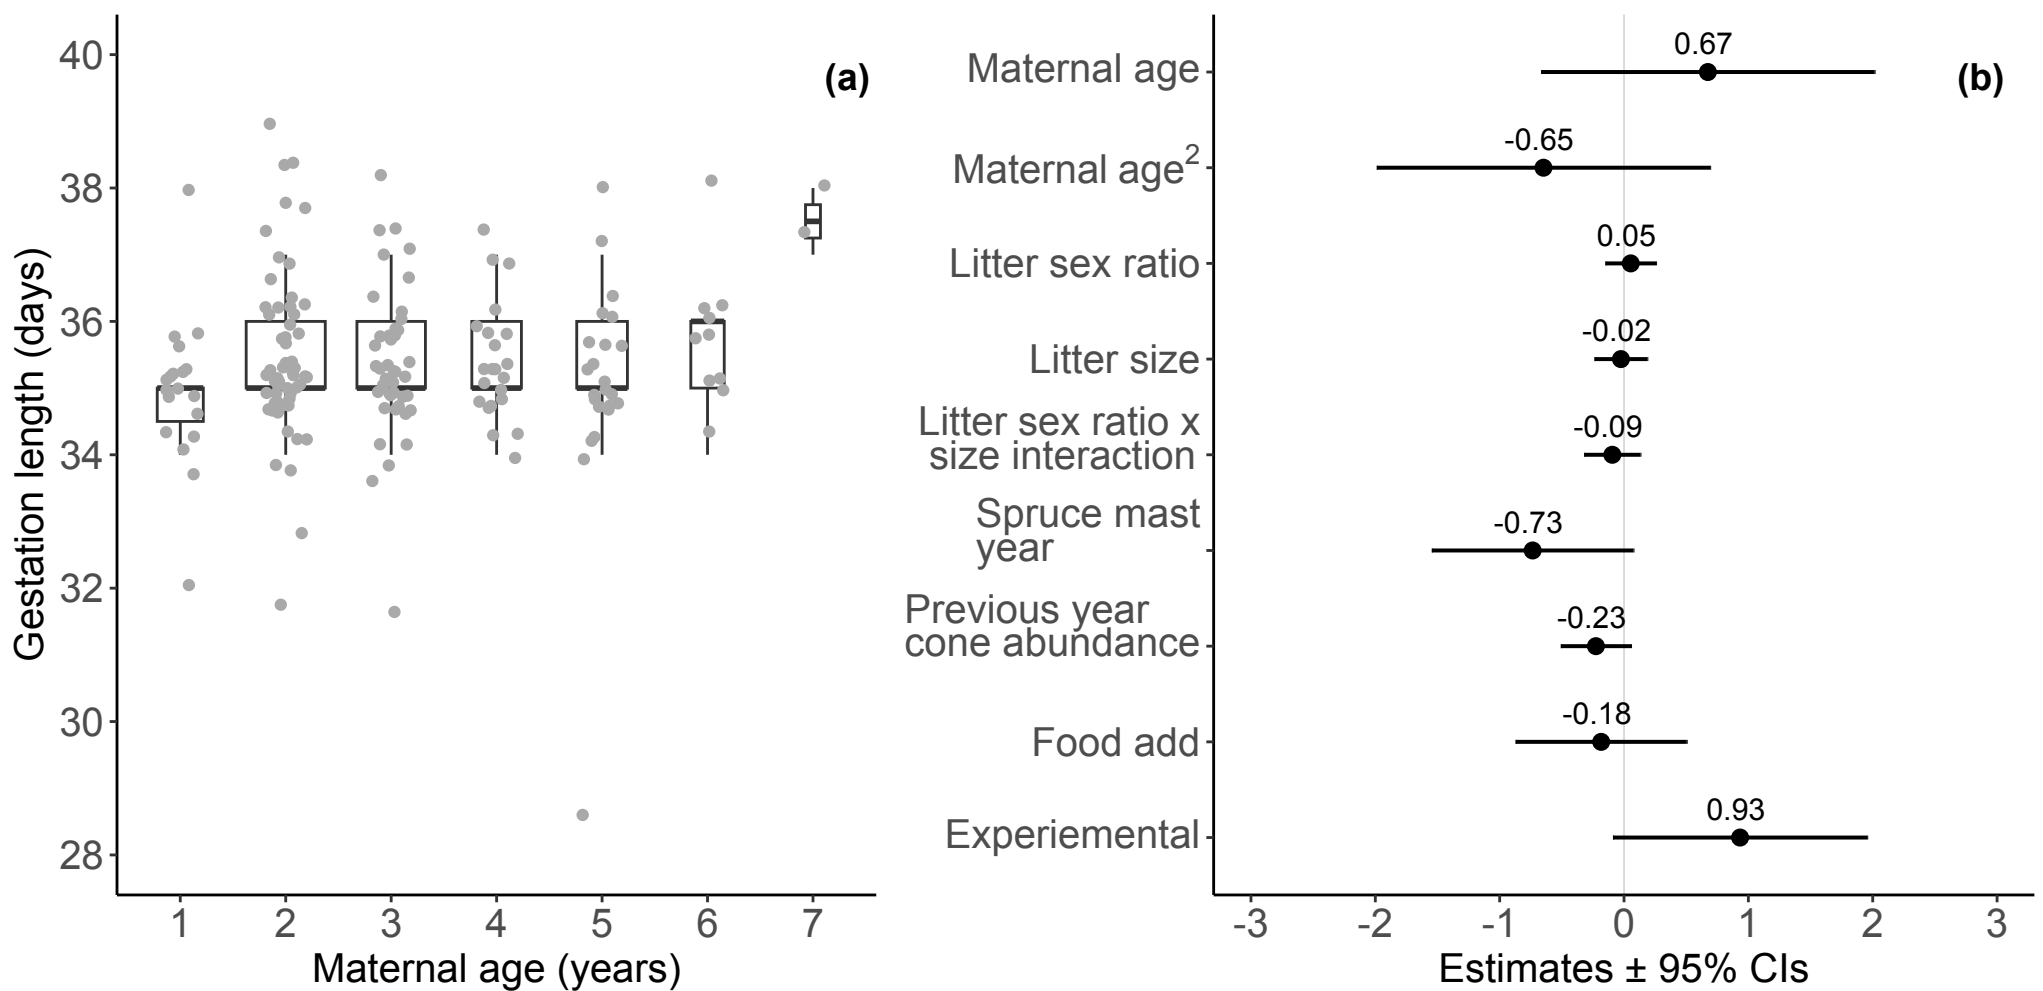 40
38
36
34
32
30
28
Gestation length (days)
(a)
1 2 3 4 5 6 7
Maternal age (years)
(b)
Maternal age
0.67
Maternal age²
-0.65
Litter sex ratio
0.05
Litter size
-0.02
Litter sex ratio x
size interaction
-0.09
Spruce mast
year
-0.73
Previous year
cone abundance
-0.23
Food add
-0.18
Experiemental
0.93
-3 -2 -1 0 1 2 3
Estimates ± 95% CIs